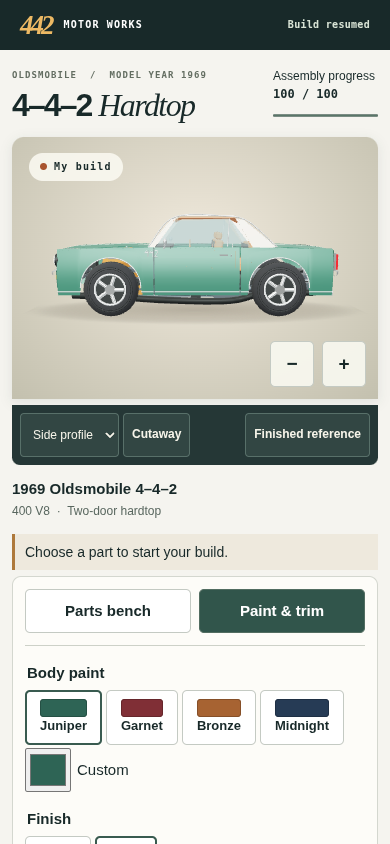 442 MOTOR WORKS
Build resumed
OLDSMOBILE / MODEL YEAR 1969
4–4–2 Hardtop
Assembly progress
100 / 100
My build
− +
Side profile
Cutaway
Finished reference
1969 Oldsmobile 4–4–2
400 V8 · Two-door hardtop
Choose a part to start your build.
Parts bench
Paint & trim
Body paint
Juniper
Garnet
Bronze
Midnight
Custom
Finish